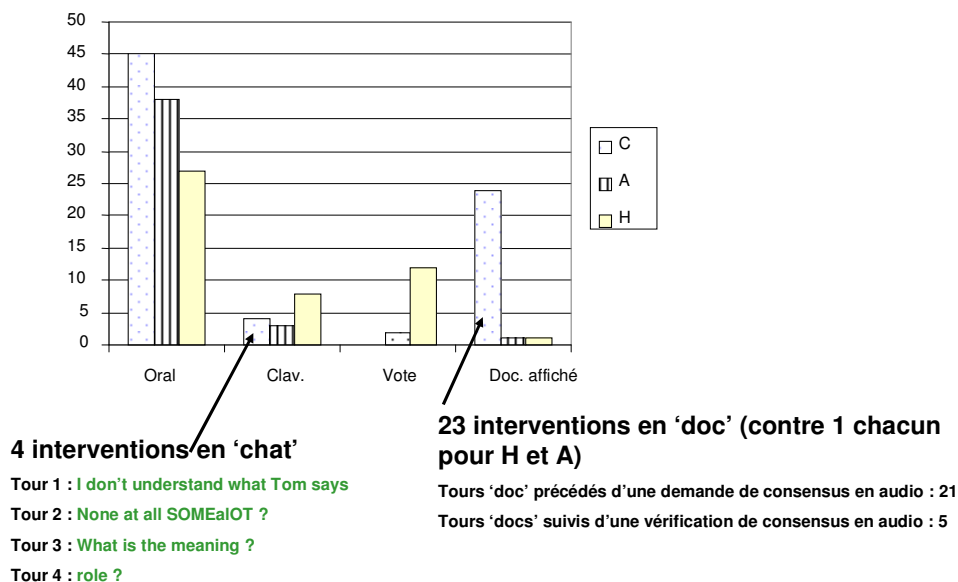 50
45
40
35
30
25
20
15
10
5
0
Oral
Clav.
Vote
Doc. affiché
C
A
H
4 interventions en ‘chat’
Tour 1 : I don’t understand what Tom says
Tour 2 : None at all SOMEalOT ?
Tour 3 : What is the meaning ?
Tour 4 : role ?
23 interventions en ‘doc’ (contre 1 chacun
pour H et A)
Tours ‘doc’ précédés d’une demande de consensus en audio : 21
Tours ‘docs’ suivis d’une vérification de consensus en audio : 5